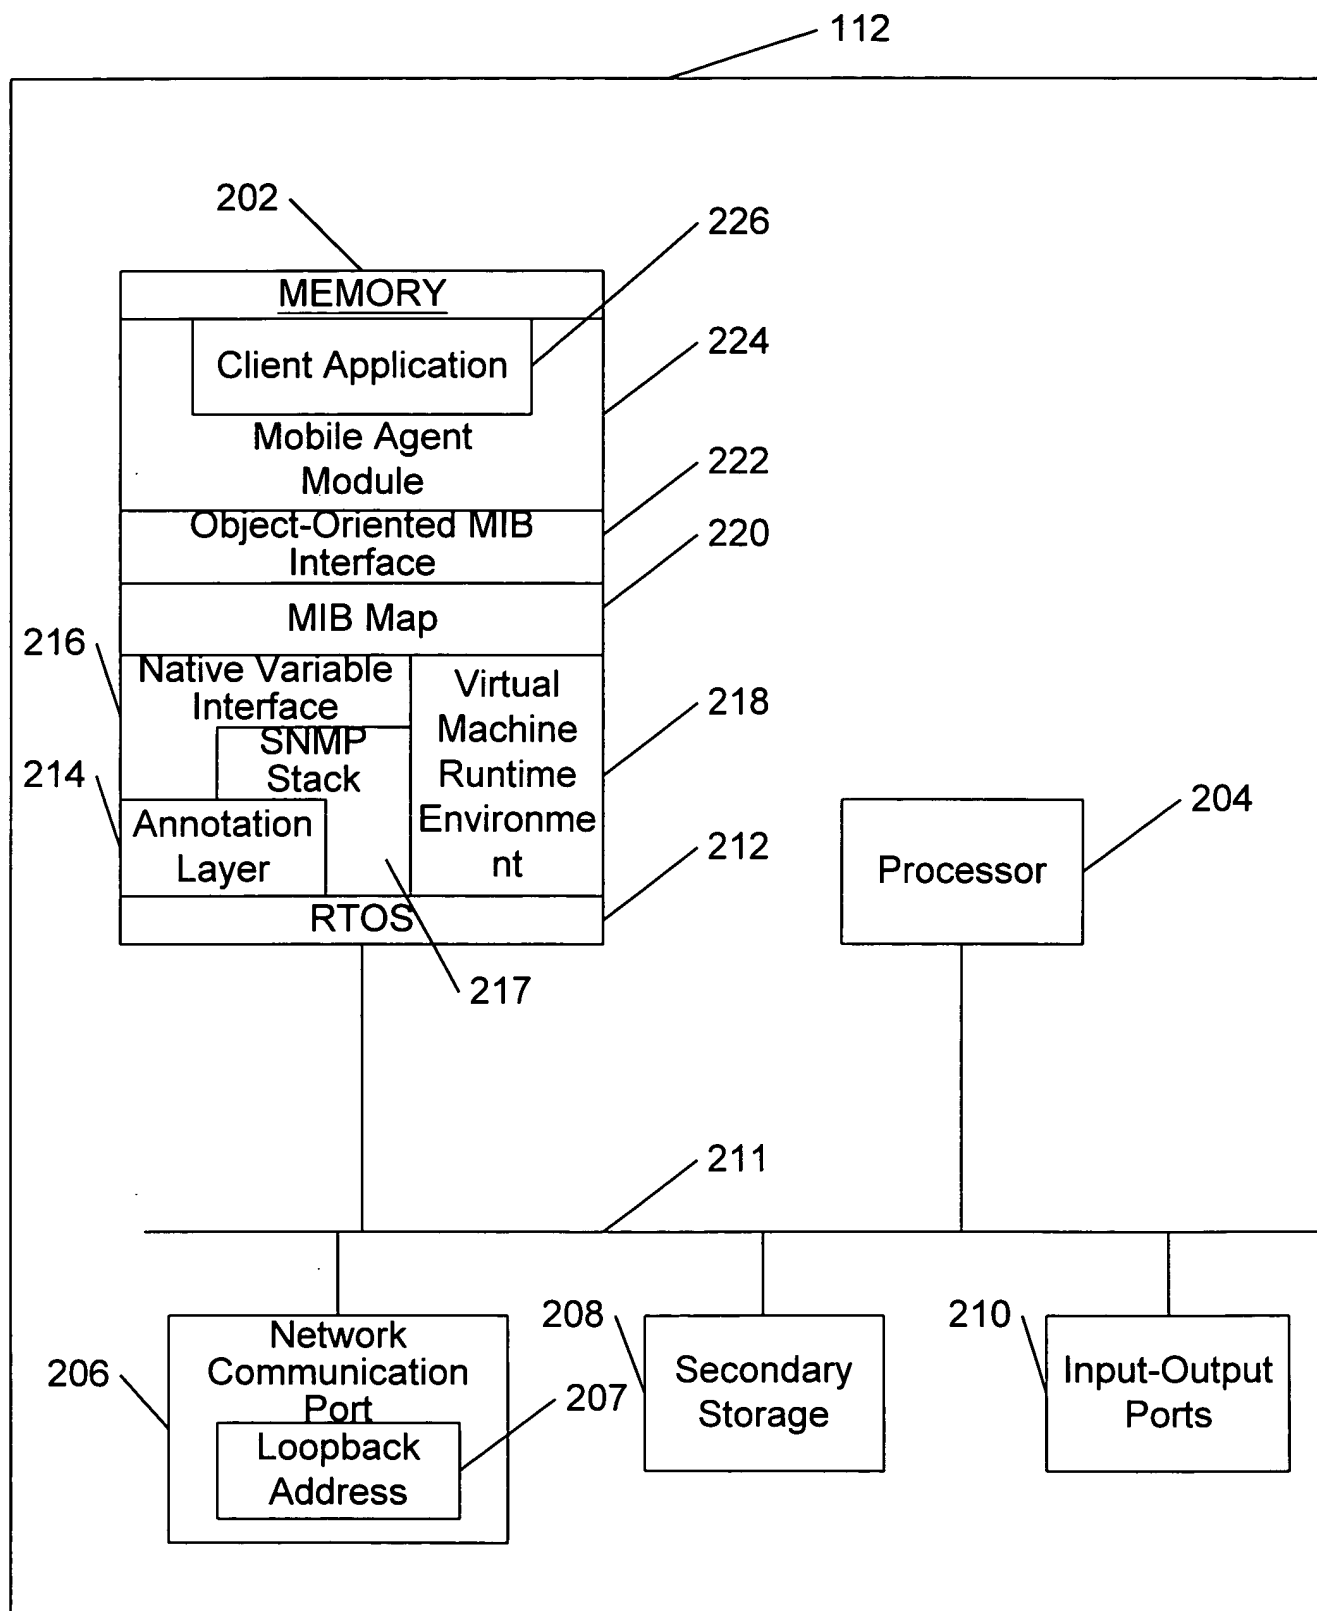 112
202
226
MEMORY
Client Application
224
Mobile Agent
Module
222
Object-Oriented MIB
Interface
220
MIB Map
216
Native Variable
Interface
Virtual
Machine
Runtime
Environme
nt
218
SNMP
Stack
214
Annotation
Layer
204
Processor
212
RTOS
217
211
206
Network
Communication
Port
207
Loopback
Address
208
Secondary
Storage
210
Input-Output
Ports